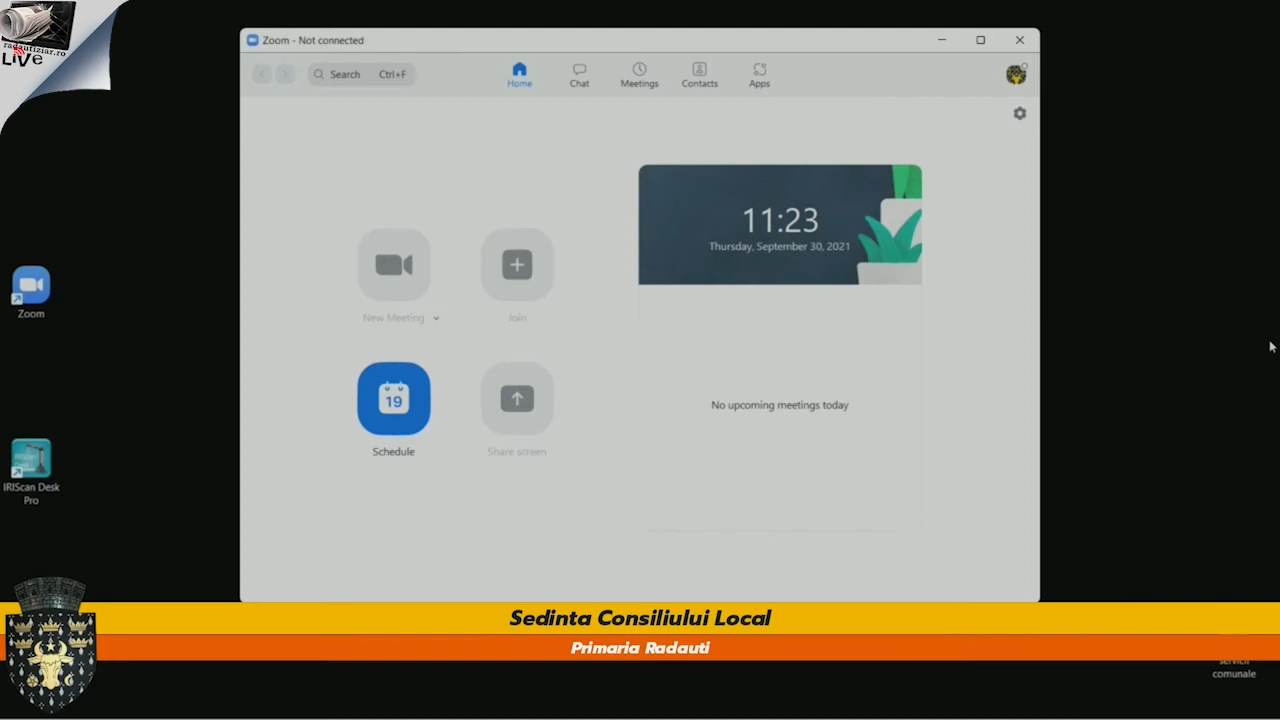 radautiziar.ro
LIVe
Zoom - Not connected
Search Ctrl+F
Home
Chat
Meetings
Contacts
Apps
11:23
Thursday, September 30, 2021
New Meeting
Join
19
Schedule
Share screen
No upcoming meetings today
Zoom
IRIScan Desk
Pro
Sedinta Consiliului Local
Primaria Radauti
servicii
comunale